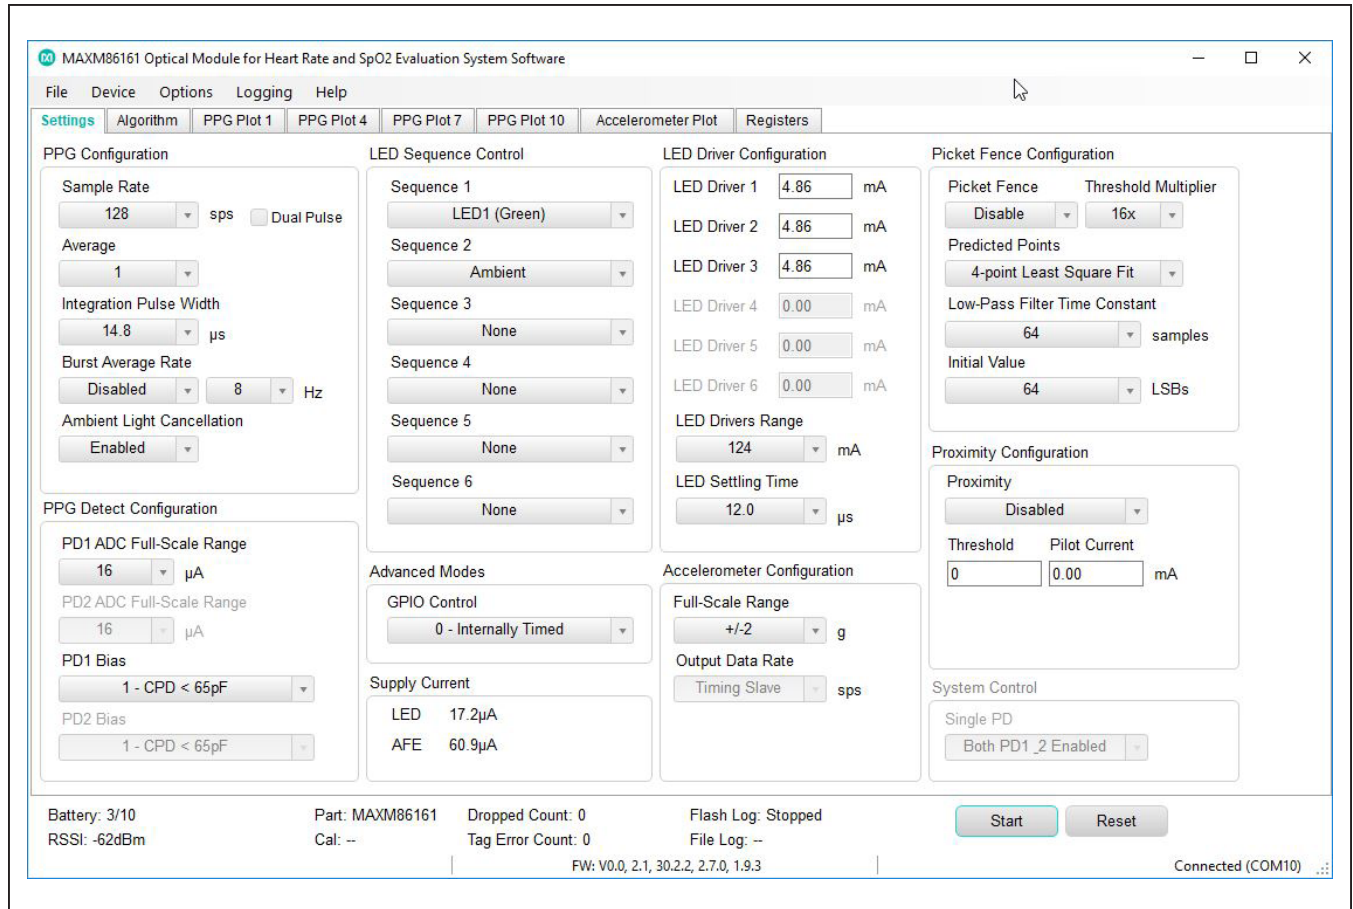 MAXM86161 Optical Module for Heart Rate and SpO2 Evaluation System Software
File Device Options Logging Help
Settings Algorithm PPG Plot 1 PPG Plot 4 PPG Plot 7 PPG Plot 10 Accelerometer Plot Registers
PPG Configuration
Sample Rate
128 sps Dual Pulse
Average
1
Integration Pulse Width
14.8 µs
Burst Average Rate
Disabled 8 Hz
Ambient Light Cancellation
Enabled
PPG Detect Configuration
PD1 ADC Full-Scale Range
16 µA
PD2 ADC Full-Scale Range
16 µA
PD1 Bias
1 - CPD < 65pF
PD2 Bias
1 - CPD < 65pF
LED Sequence Control
Sequence 1
LED1 (Green)
Sequence 2
Ambient
Sequence 3
None
Sequence 4
None
Sequence 5
None
Sequence 6
None
Advanced Modes
GPIO Control
0 - Internally Timed
Supply Current
LED 17.2µA
AFE 60.9µA
LED Driver Configuration
LED Driver 1 4.86 mA
LED Driver 2 4.86 mA
LED Driver 3 4.86 mA
LED Driver 4 0.00 mA
LED Driver 5 0.00 mA
LED Driver 6 0.00 mA
LED Drivers Range
124 mA
LED Settling Time
12.0 µs
Accelerometer Configuration
Full-Scale Range
+/-2 g
Output Data Rate
Timing Slave sps
Picket Fence Configuration
Picket Fence Threshold Multiplier
Disable 16x
Predicted Points
4-point Least Square Fit
Low-Pass Filter Time Constant
64 samples
Initial Value
64 LSBs
Proximity Configuration
Proximity
Disabled
Threshold Pilot Current
0 0.00 mA
System Control
Single PD
Both PD1_2 Enabled
Battery: 3/10 Part: MAXM86161 Dropped Count: 0 Flash Log: Stopped Start Reset
RSSI: -62dBm Cal: -- Tag Error Count: 0 File Log: --
FW: V0.0, 2.1, 30.2.2, 2.7.0, 1.9.3 Connected (COM10)